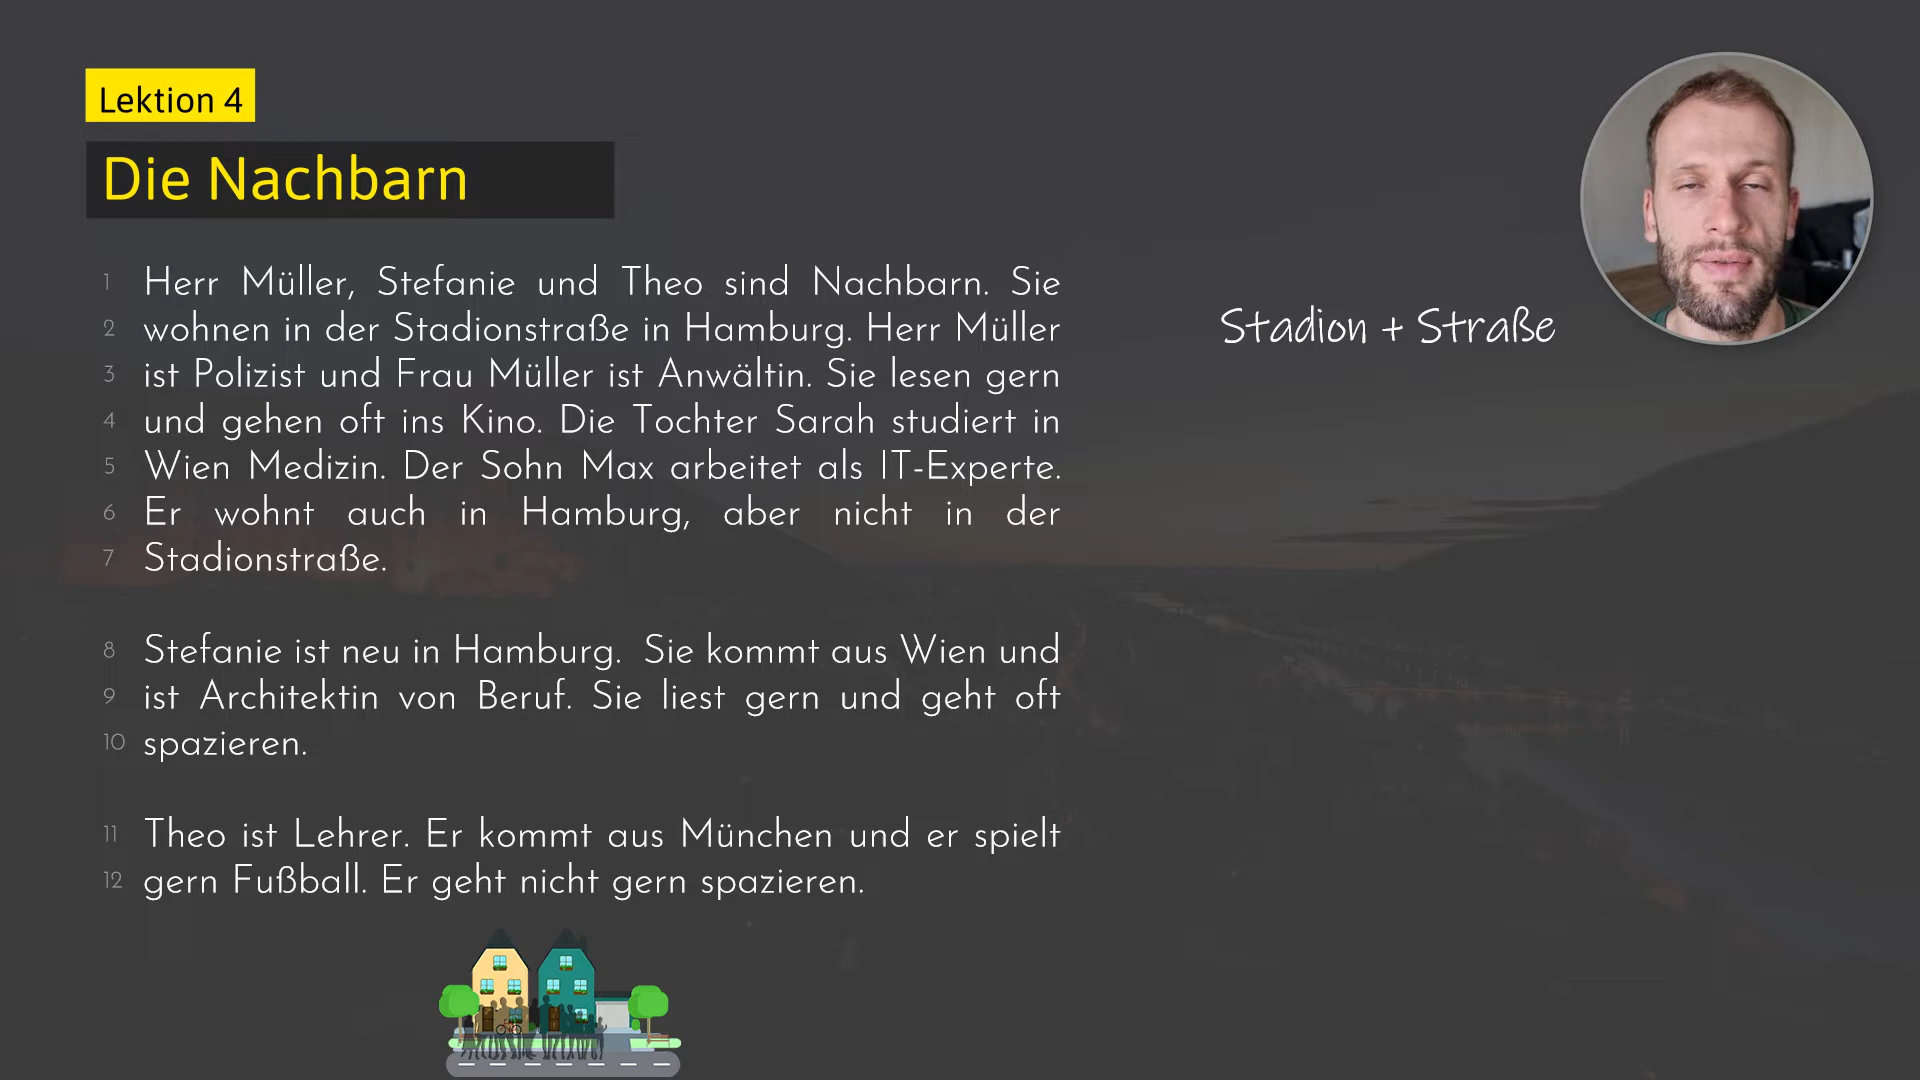 Lektion 4
Die Nachbarn
1 Herr Müller, Stefanie und Theo sind Nachbarn. Sie
2 wohnen in der Stadionstraße in Hamburg. Herr Müller
3 ist Polizist und Frau Müller ist Anwältin. Sie lesen gern
4 und gehen oft ins Kino. Die Tochter Sarah studiert in
5 Wien Medizin. Der Sohn Max arbeitet als IT-Experte.
6 Er wohnt auch in Hamburg, aber nicht in der
7 Stadionstraße.
8 Stefanie ist neu in Hamburg. Sie kommt aus Wien und
9 ist Architektin von Beruf. Sie liest gern und geht oft
10 spazieren.
11 Theo ist Lehrer. Er kommt aus München und er spielt
12 gern Fußball. Er geht nicht gern spazieren.
Stadion + Straße